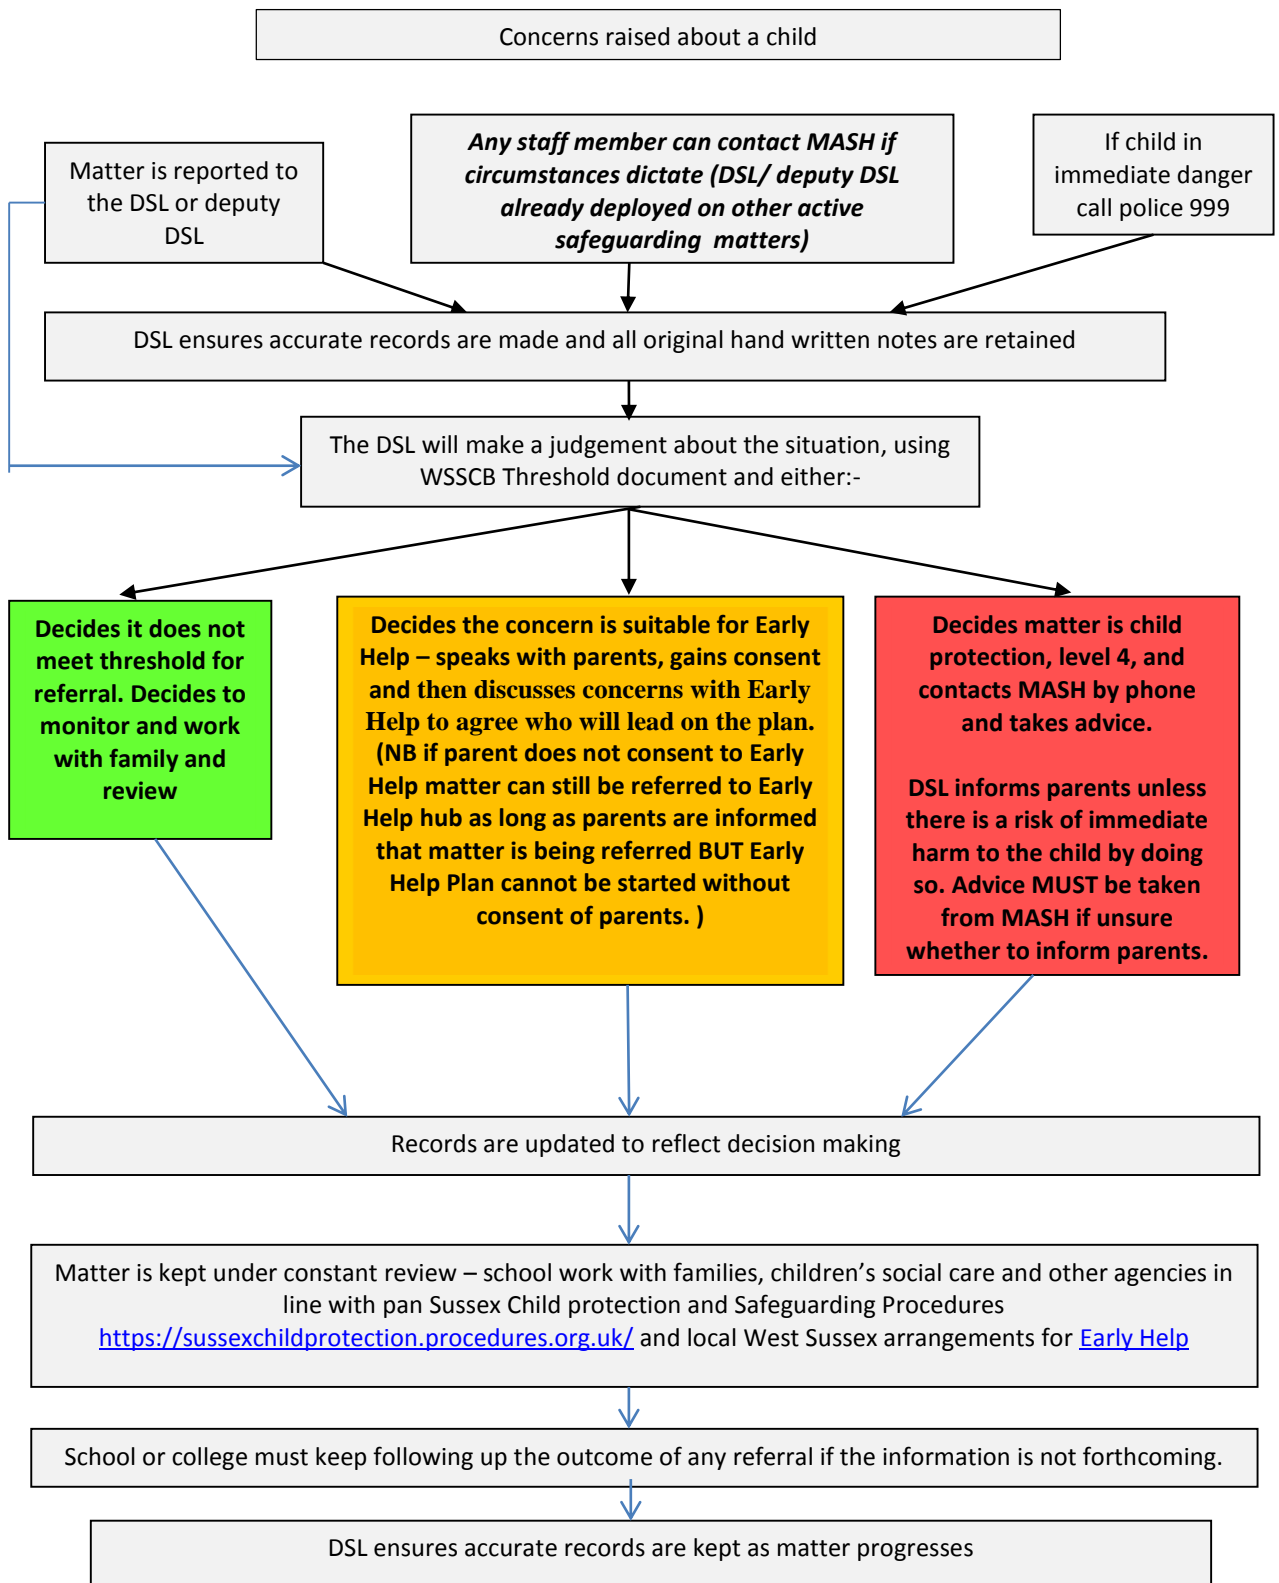 Concerns raised about a child
Matter is reported to
the DSL or deputy
DSL
Any staff member can contact MASH if
circumstances dictate (DSL/ deputy DSL
already deployed on other active
safeguarding matters)
If child in
immediate danger
call police 999
DSL ensures accurate records are made and all original hand written notes are retained
The DSL will make a judgement about the situation, using
WSSCB Threshold document and either:-
Decides it does not
meet threshold for
referral. Decides to
monitor and work
with family and
review
Decides the concern is suitable for Early
Help – speaks with parents, gains consent
and then discusses concerns with Early
Help to agree who will lead on the plan.
(NB if parent does not consent to Early
Help matter can still be referred to Early
Help hub as long as parents are informed
that matter is being referred BUT Early
Help Plan cannot be started without
consent of parents. )
Decides matter is child
protection, level 4, and
contacts MASH by phone
and takes advice.
DSL informs parents unless
there is a risk of immediate
harm to the child by doing
so. Advice MUST be taken
from MASH if unsure
whether to inform parents.
Records are updated to reflect decision making
Matter is kept under constant review – school work with families, children’s social care and other agencies in
line with pan Sussex Child protection and Safeguarding Procedures
https://sussexchildprotection.procedures.org.uk/ and local West Sussex arrangements for Early Help
School or college must keep following up the outcome of any referral if the information is not forthcoming.
DSL ensures accurate records are kept as matter progresses